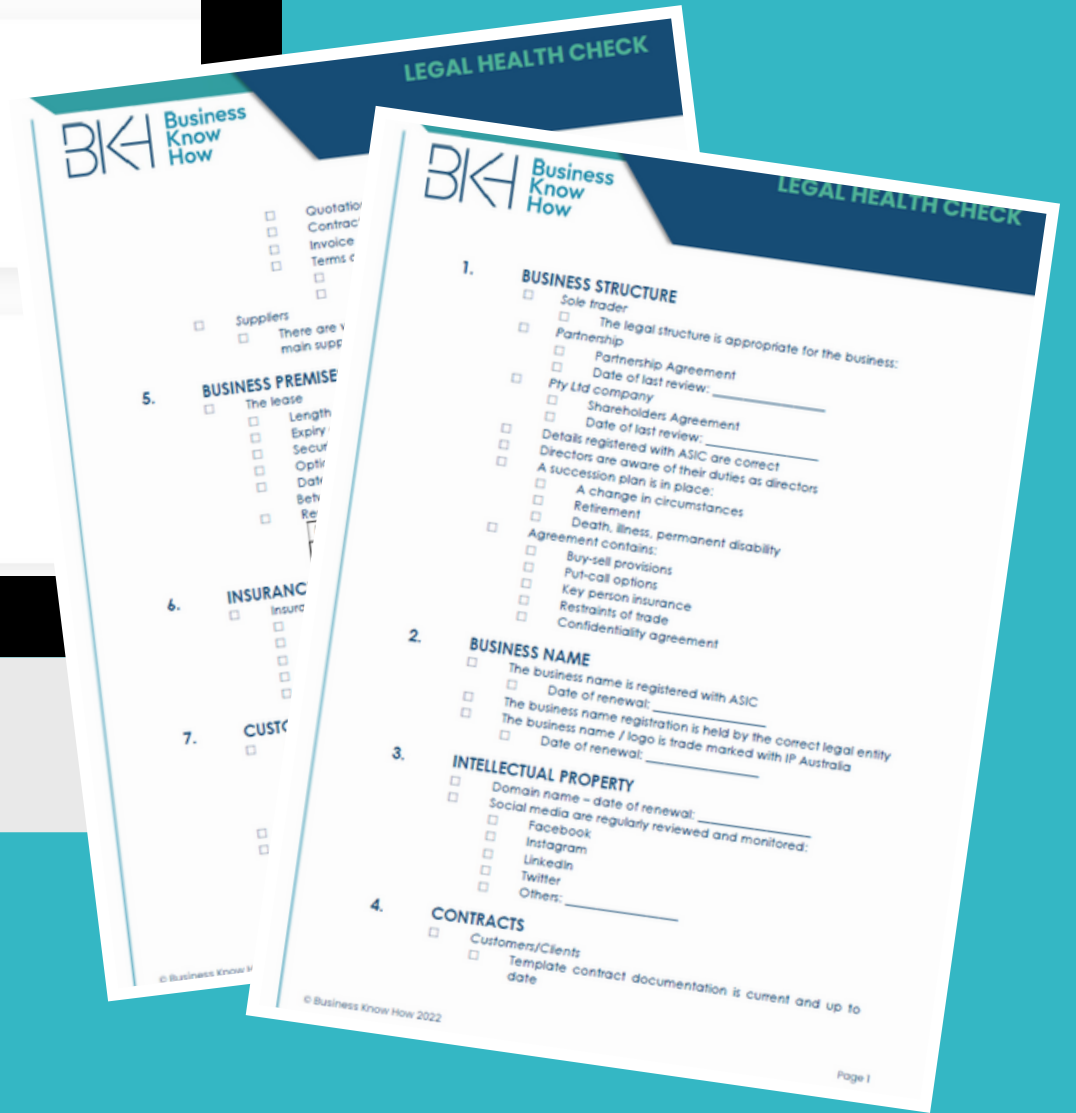 LEGAL HEALTH CHECK
BKH Business
Know
How
Contrac
Invoice
Terms
Suppliers
There are
main supp
5. BUSINESS PREMISE
The lease
Length
Expiry
Secur
Optio
Date
Re
6. INSURANC
Insura
7. CUSTO
© Business Know
LEGAL HEALTH CHECK
BKH Business
Know
How
1. BUSINESS STRUCTURE
Sole trader
The legal structure is appropriate for the business:
Partnership
Partnership Agreement
Date of last review:
Pty Ltd company
Shareholders Agreement
Date of last review:
Details registered with ASIC are correct
Directors are aware of their duties as directors
A succession plan is in place:
A change in circumstances
Retirement
Death, illness, permanent disability
Agreement contains:
Buy-sell provisions
Put-call options
Key person insurance
Restraints of trade
Confidentiality agreement
2. BUSINESS NAME
The business name is registered with ASIC
Date of renewal:
The business name registration is held by the correct legal entity
The business name / logo is trade marked with IP Australia
Date of renewal:
3. INTELLECTUAL PROPERTY
Domain name – date of renewal:
Social media are regularly reviewed and monitored:
Facebook
Instagram
LinkedIn
Twitter
Others:
4. CONTRACTS
Customers/Clients
Template contract documentation is current and up to
date
© Business Know How 2022
Page 1